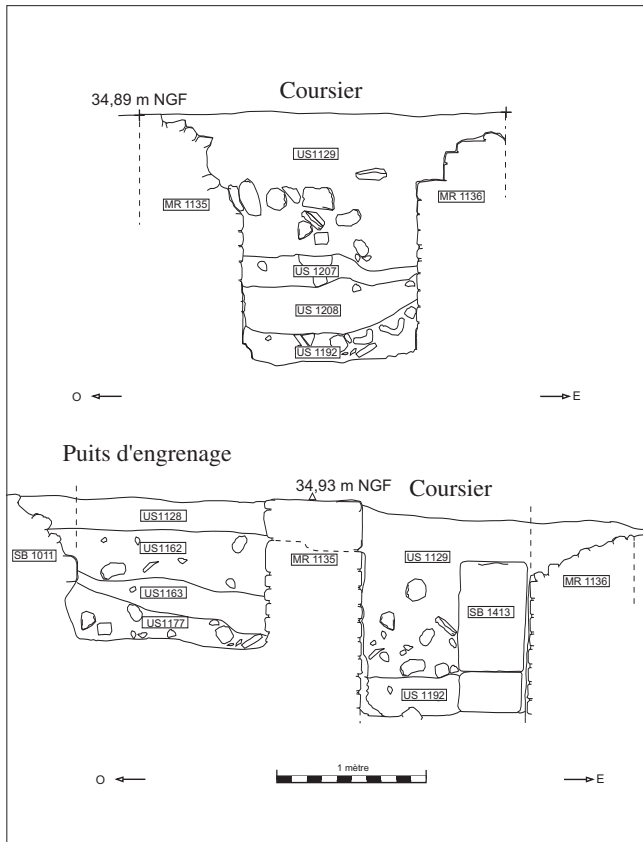 Coursier
34,89 m NGF
US1129
MR 1135
MR 1136
US 1207
US 1208
US 1192
O
E
Puits d'engrenage
34,93 m NGF
Coursier
US1128
US1162
SB 1011
MR 1135
US 1129
MR 1136
US1163
SB 1413
US1177
US 1192
1 mètre
O
E